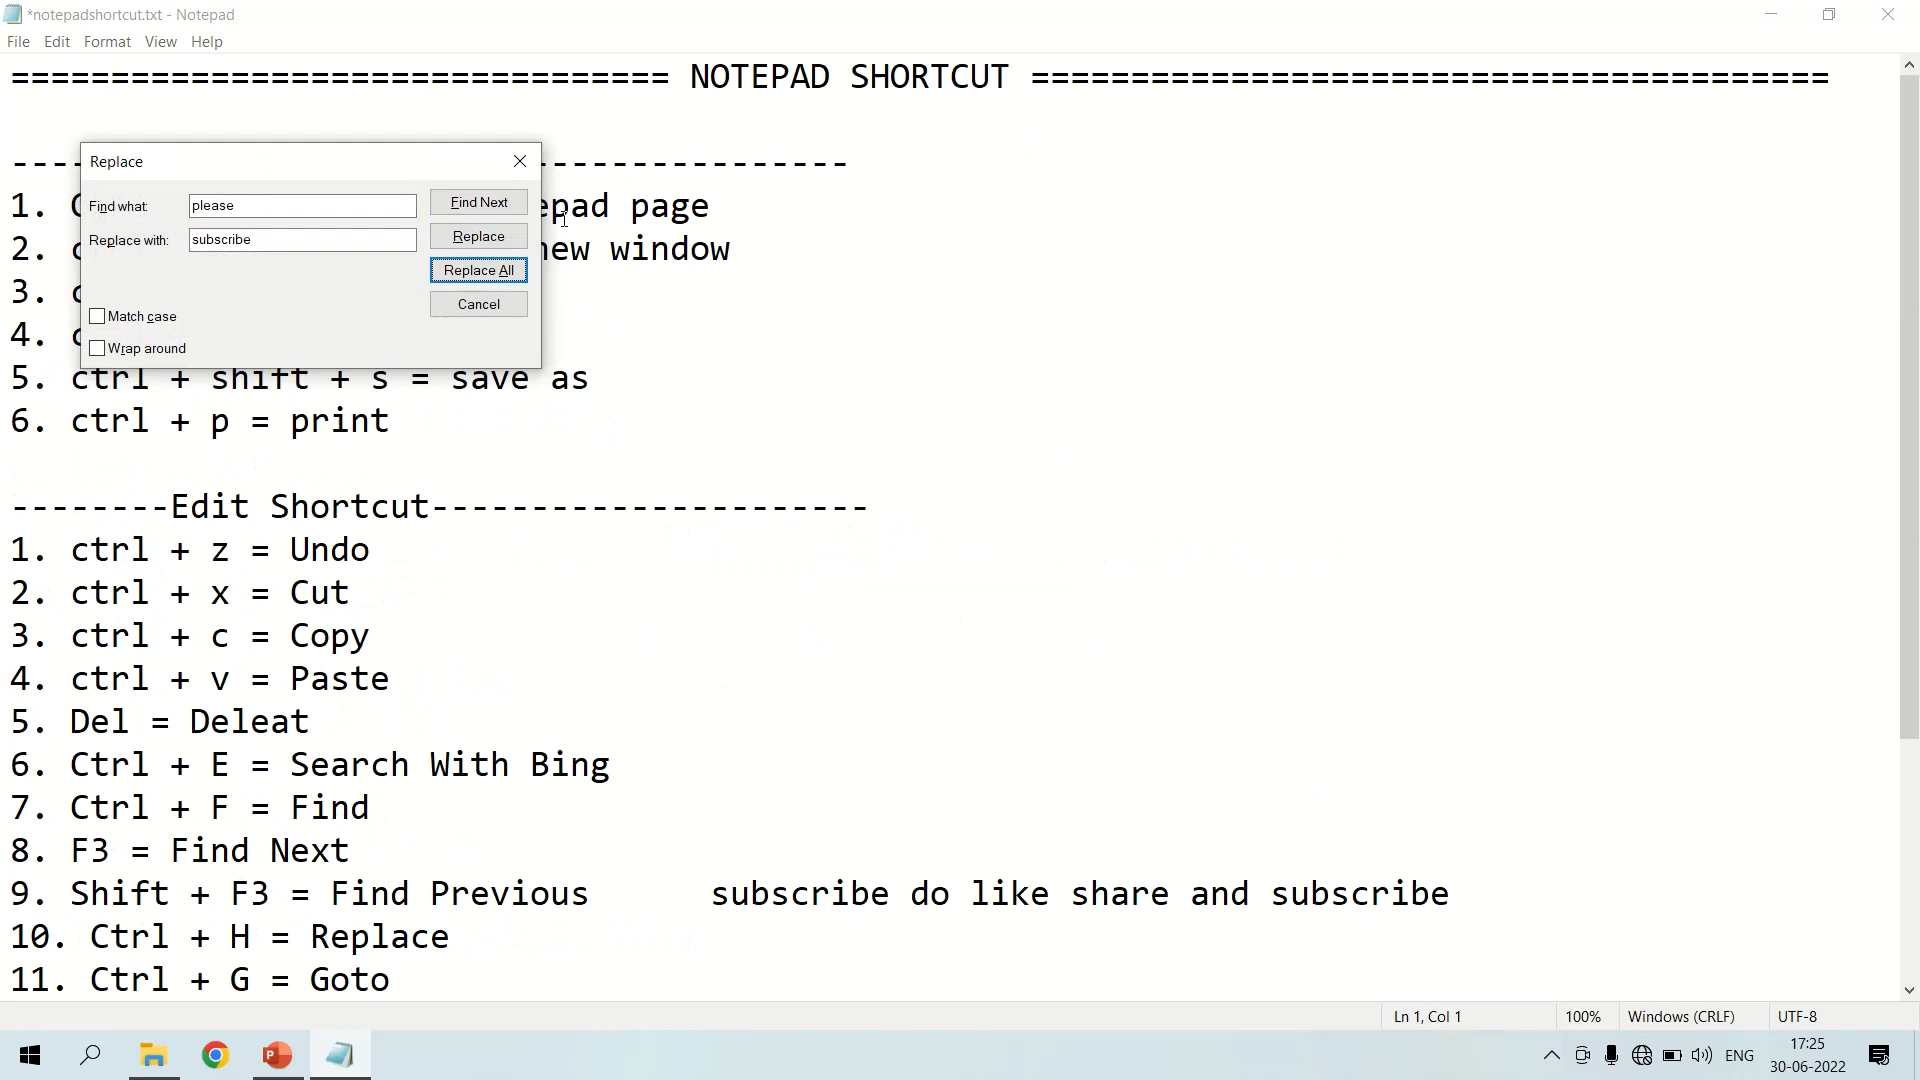 *notepadshortcut.txt - Notepad
File Edit Format View Help
================================= NOTEPAD SHORTCUT ========================================
Replace
Find what: please Find Next
Replace with: subscribe Replace
Replace All
Cancel
Match case
Wrap around
1. epad page
2. new window
3.
4.
5. ctrl + shift + s = save as
6. ctrl + p = print
--------Edit Shortcut----------------------
1. ctrl + z = Undo
2. ctrl + x = Cut
3. ctrl + c = Copy
4. ctrl + v = Paste
5. Del = Deleat
6. Ctrl + E = Search With Bing
7. Ctrl + F = Find
8. F3 = Find Next
9. Shift + F3 = Find Previous subscribe do like share and subscribe
10. Ctrl + H = Replace
11. Ctrl + G = Goto
Ln 1, Col 1 100% Windows (CRLF) UTF-8
ENG 17:25
30-06-2022